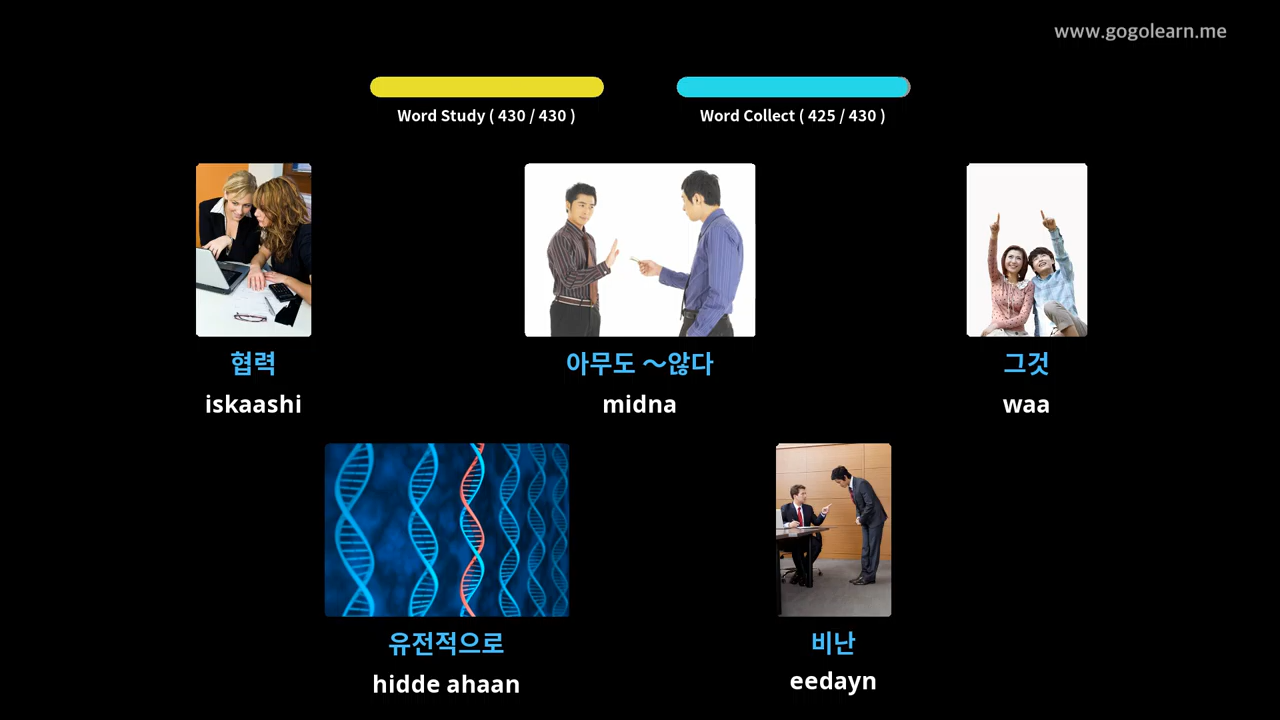 www.gogolearn.me
Word Study ( 430 / 430 )
Word Collect ( 425 / 430 )
협력
iskaashi
아무도 ~않다
midna
그것
waa
유전적으로
hidde ahaan
비난
eedayn